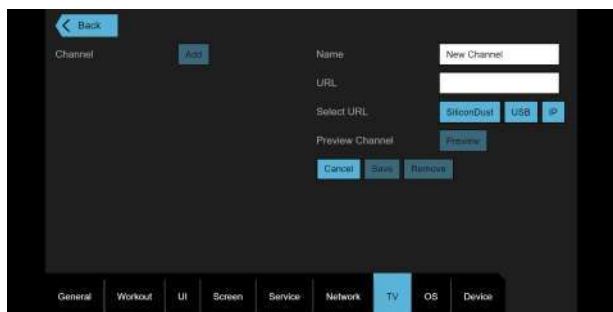 Back
Channel Add
Name New Channel
URL
Select URL SiliconDust USB IP
Preview Channel Preview
Cancel Save Remove
General Workout UI Screen Service Network TV OS Device